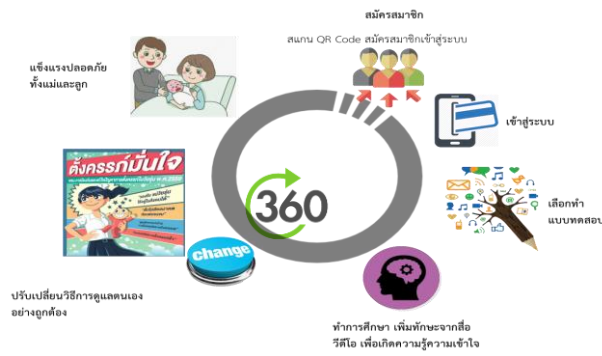 สมัครสมาชิก
สแกน QR Code สมัครสมาชิกเข้าสู่ระบบ
แข็งแรงปลอดภัย
ทั้งแม่และลูก
เข้าสู่ระบบ
ตั้งครรภ์มั่นใจ
360
เลือกทำ
แบบทดสอบ
change
ปรับเปลี่ยนวิธีการดูแลตนเอง
อย่างถูกต้อง
ทำการศึกษา เพิ่มทักษะจากสื่อ
วีดีโอ เพื่อเกิดความรู้ความเข้าใจ